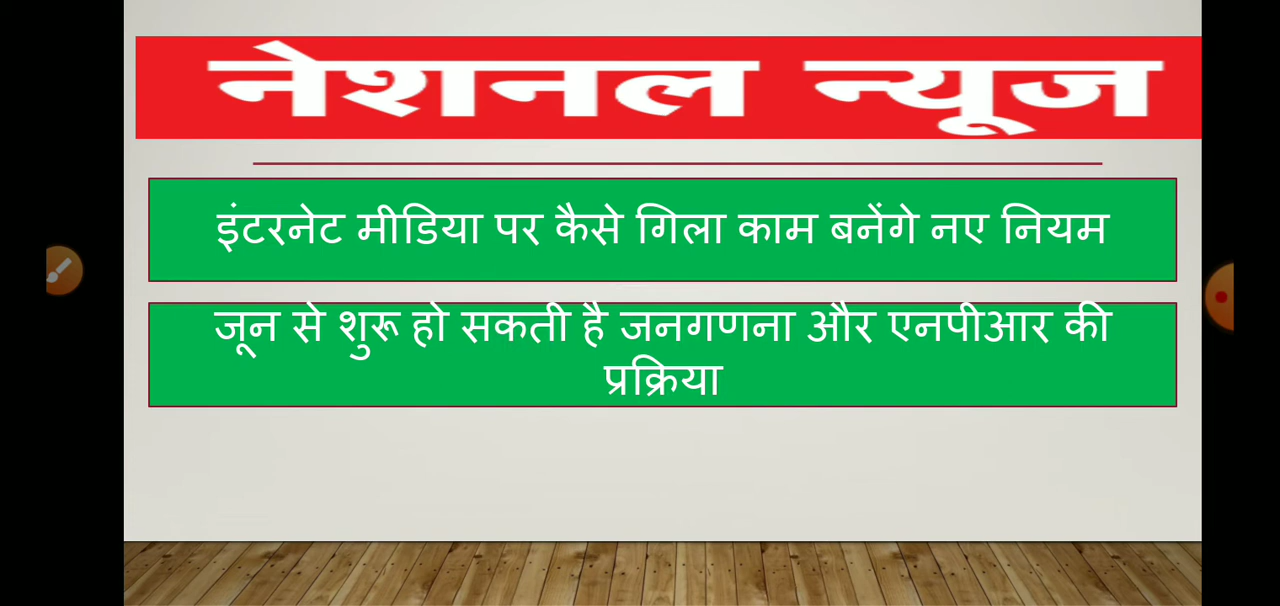 नेशनल न्यूज
इंटरनेट मीडिया पर कैसे गिला काम बनेंगे नए नियम
जून से शुरू हो सकती है जनगणना और एनपीआर की
प्रक्रिया